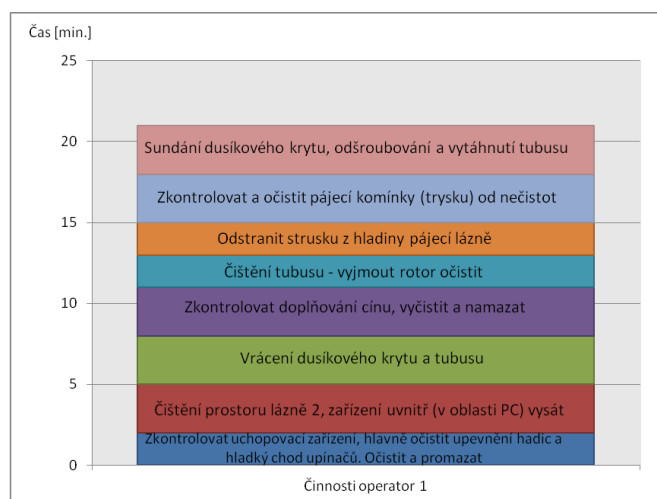 Čas [min.]
25
20
15
10
5
0
Sundání dusíkového krytu, odšroubování a vytáhnutí tubusu
Zkontrolovat a očistit pájecí komínky (trysku) od nečistot
Odstranit strusku z hladiny pájecí lázně
Čištění tubusu - vyjmout rotor očistit
Zkontrolovat doplňování cínu, vyčistit a namazat
Vrácení dusíkového krytu a tubusu
Čištění prostoru lázně 2, zařízení uvnitř (v oblasti PC) vysát
Zkontrolovat uchopovací zařízení, hlavně očistit upevnění hadic a
hladký chod upínačů. Očistit a promazat
Činnosti operator 1